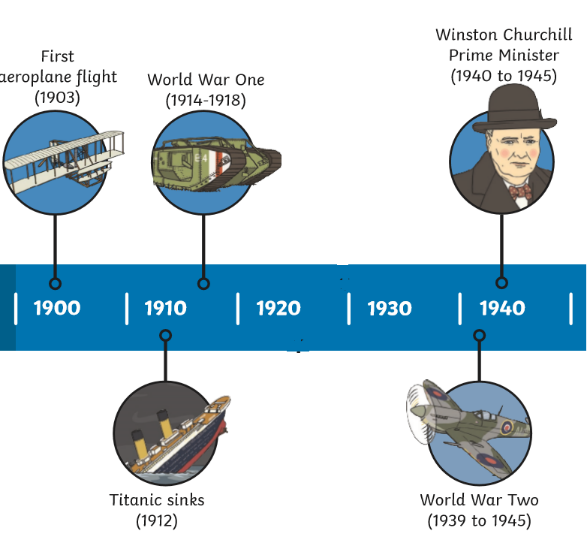 First
aeroplane flight
(1903)
World War One
(1914-1918)
Winston Churchill
Prime Minister
(1940 to 1945)
1900
1910
1920
1930
1940
Titanic sinks
(1912)
World War Two
(1939 to 1945)